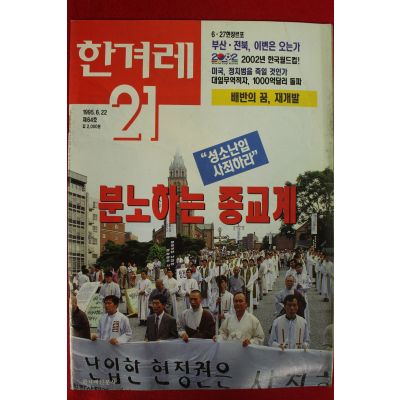 6·27현장르포
부산·전북, 이변은 오는가
2002 2002년 한국월드컵!
미국, 정치범을 죽일 것인가
대일무역적자, 1000억달러 돌파
배반의 꿈, 재개발
한겨레
21
1995. 6. 22
제64호
값 2,000원
“성소난입
사죄하라”
분노하는 종교계
난입한 현정권은